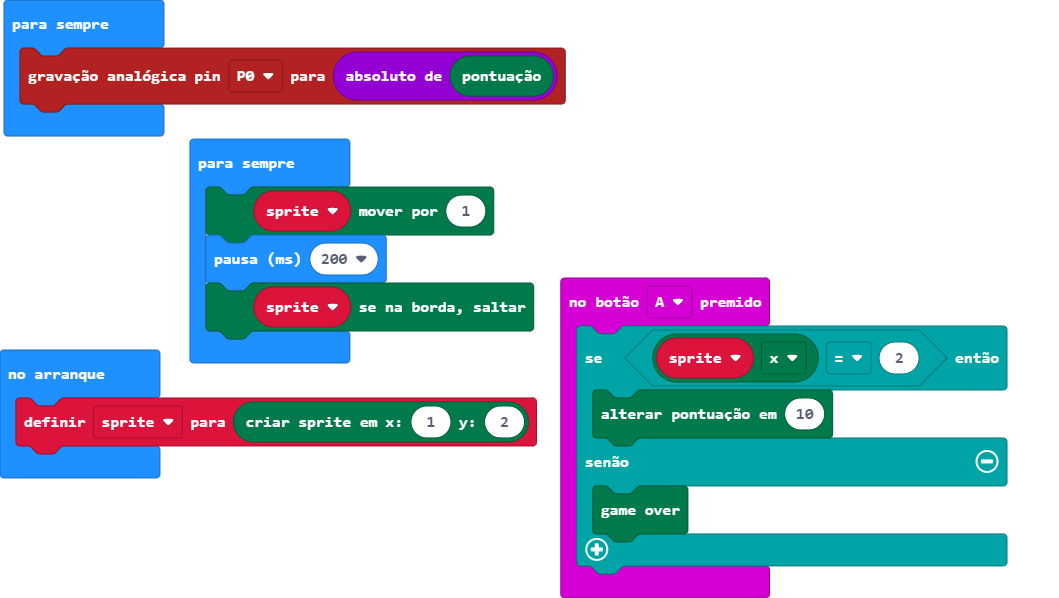 para sempre
gravação analógica pin P0 para absoluto de pontuação
para sempre
sprite mover por 1
pausa (ms) 200
sprite se na borda, saltar
no botão A premido
se sprite x = 2 então
alterar pontuação em 10
senão
game over
no arranque
definir sprite para criar sprite em x: 1 y: 2